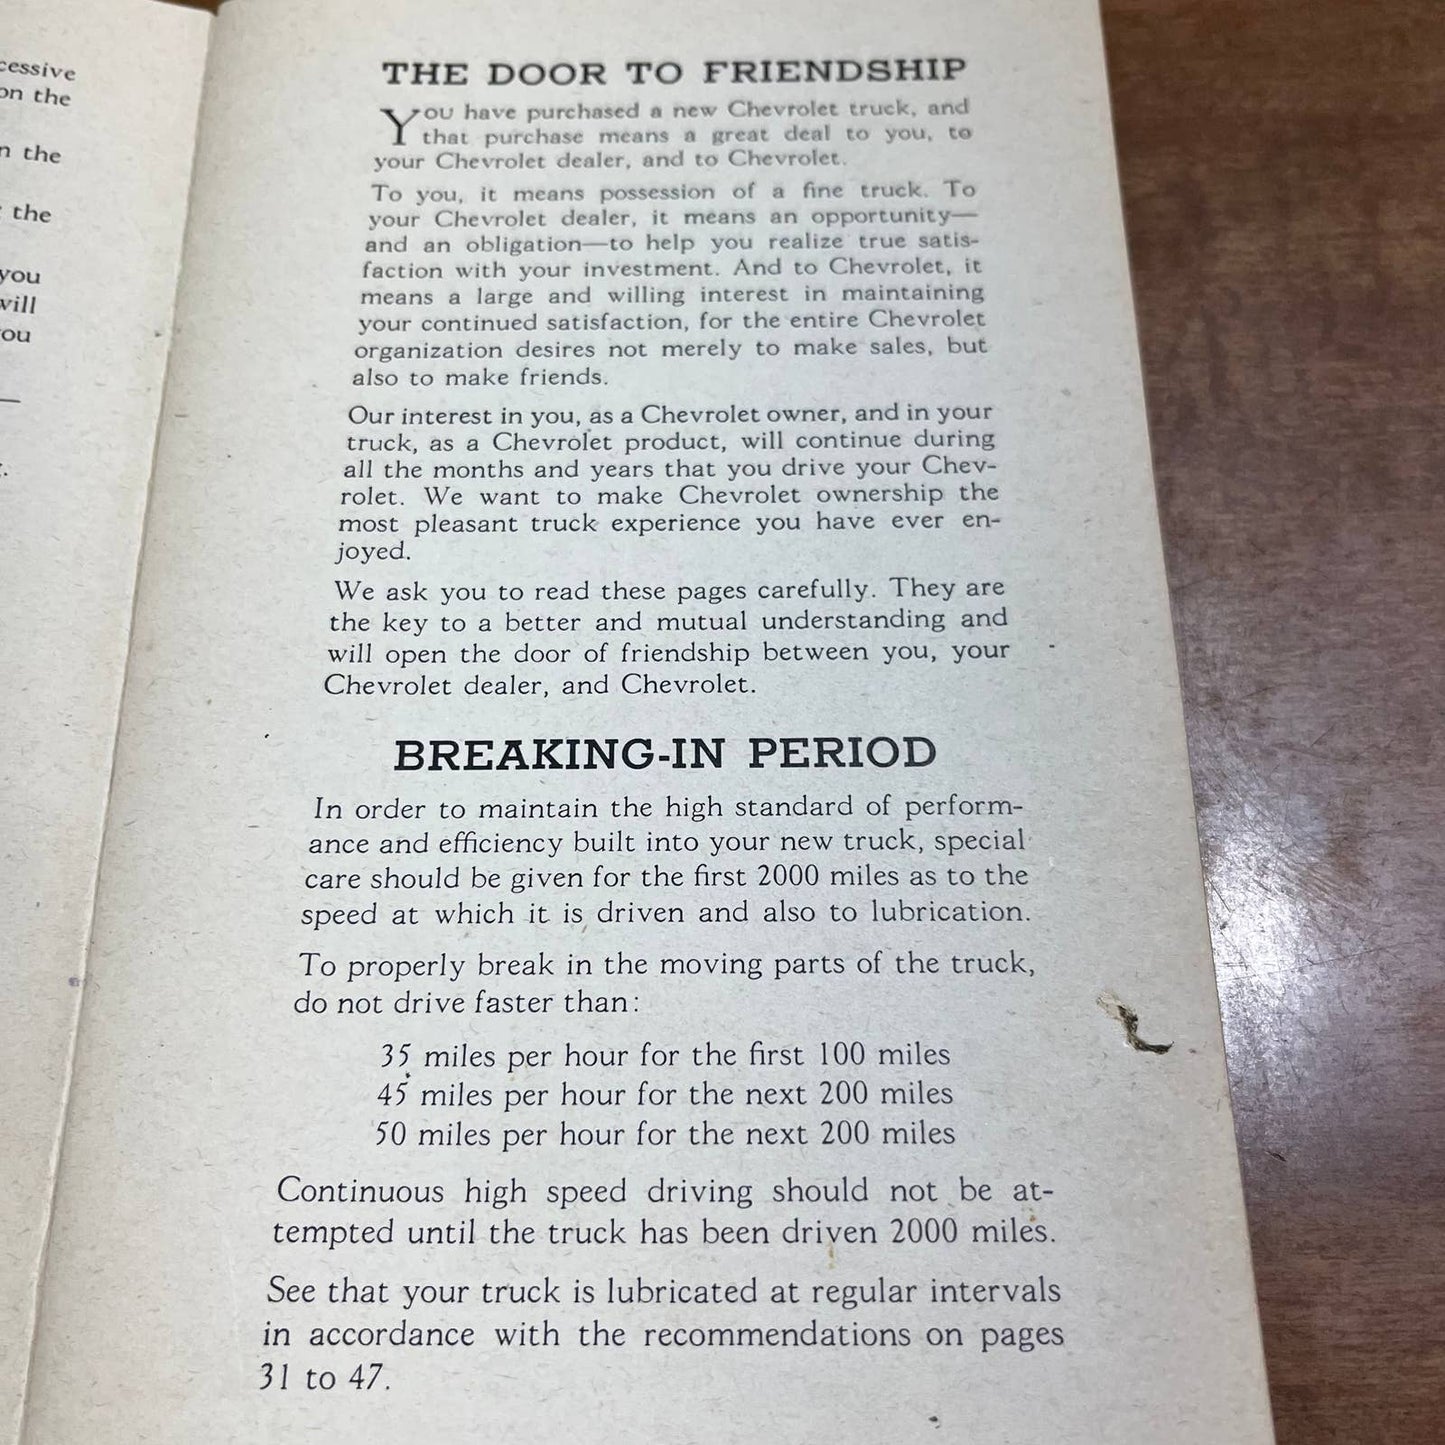 cessive
on the
n the
the
you
will
you
THE DOOR TO FRIENDSHIP
YOU have purchased a new Chevrolet truck, and
that purchase means a great deal to you, to
your Chevrolet dealer, and to Chevrolet.
To you, it means possession of a fine truck. To
your Chevrolet dealer, it means an opportunity—
and an obligation—to help you realize true satis-
faction with your investment. And to Chevrolet, it
means a large and willing interest in maintaining
your continued satisfaction, for the entire Chevrolet
organization desires not merely to make sales, but
also to make friends.
Our interest in you, as a Chevrolet owner, and in your
truck, as a Chevrolet product, will continue during
all the months and years that you drive your Chev-
rolet. We want to make Chevrolet ownership the
most pleasant truck experience you have ever en-
joyed.
We ask you to read these pages carefully. They are
the key to a better and mutual understanding and
will open the door of friendship between you, your
Chevrolet dealer, and Chevrolet.
BREAKING-IN PERIOD
In order to maintain the high standard of perform-
ance and efficiency built into your new truck, special
care should be given for the first 2000 miles as to the
speed at which it is driven and also to lubrication.
To properly break in the moving parts of the truck,
do not drive faster than:
35 miles per hour for the first 100 miles
45 miles per hour for the next 200 miles
50 miles per hour for the next 200 miles
Continuous high speed driving should not be at-
tempted until the truck has been driven 2000 miles.
See that your truck is lubricated at regular intervals
in accordance with the recommendations on pages
31 to 47.